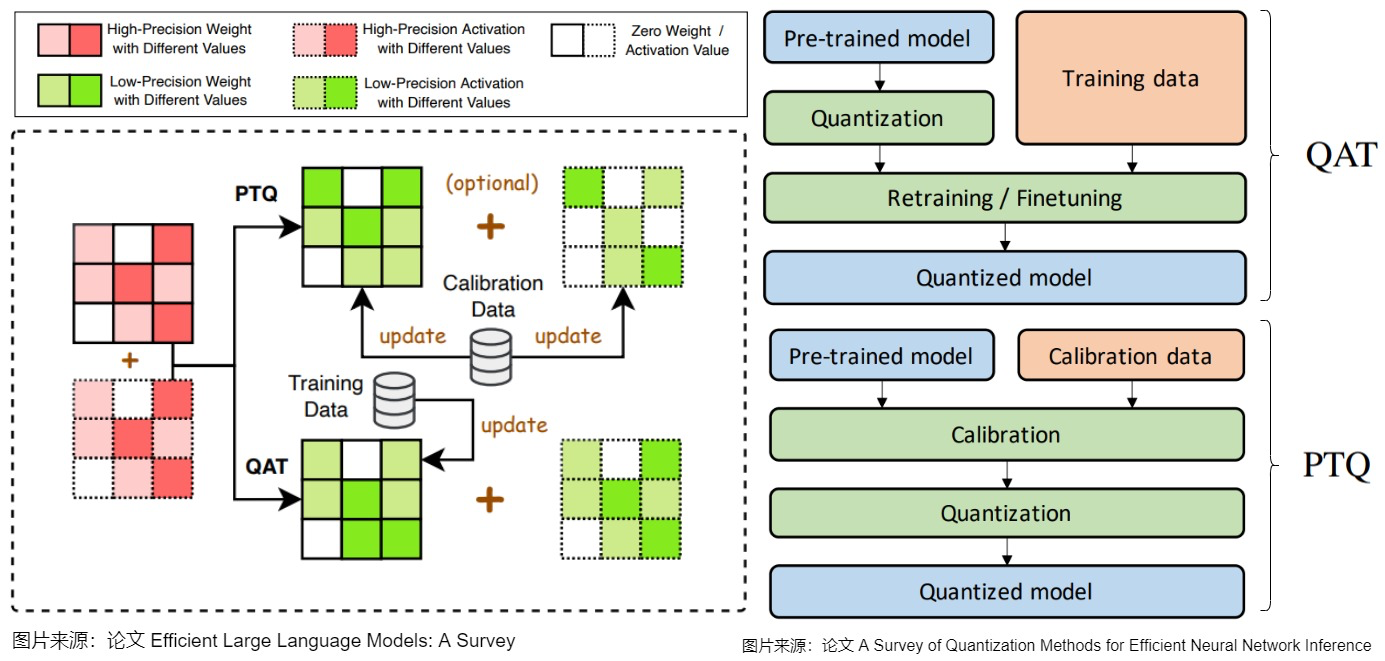 High-Precision Weight
with Different Values
High-Precision Activation
with Different Values
Zero Weight /
Activation Value
Low-Precision Weight
with Different Values
Low-Precision Activation
with Different Values
PTQ
(optional)
+
Calibration
Data
update
update
+
Training
Data
update
QAT
+
图片来源：论文 Efficient Large Language Models: A Survey
Pre-trained model
Training data
Quantization
Retraining / Finetuning
Quantized model
QAT
Pre-trained model
Calibration data
Calibration
Quantization
Quantized model
PTQ
图片来源：论文 A Survey of Quantization Methods for Efficient Neural Network Inference